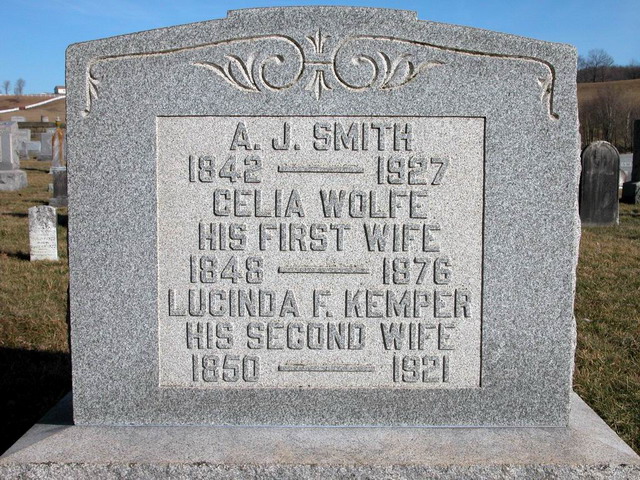 A. J. SMITH
1842 — 1927
CELIA WOLFE
HIS FIRST WIFE
1848 — 1876
LUCINDA F. KEMPER
HIS SECOND WIFE
1850 — 1921